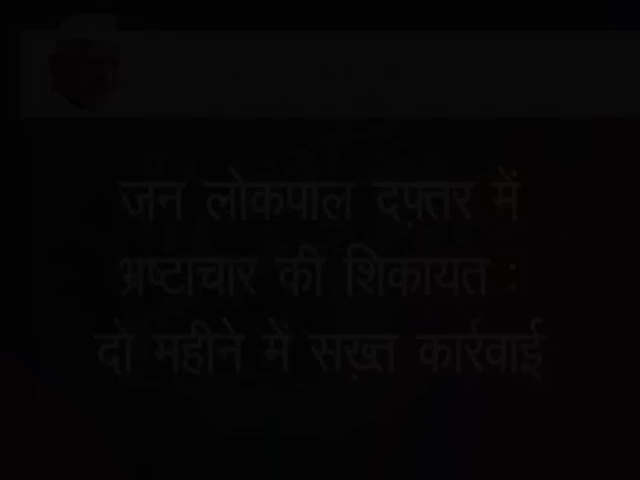 जन लोकपाल दफ़्तर में
भ्रष्टाचार की शिकायत :
दो महीने में सख़्त कार्रवाई